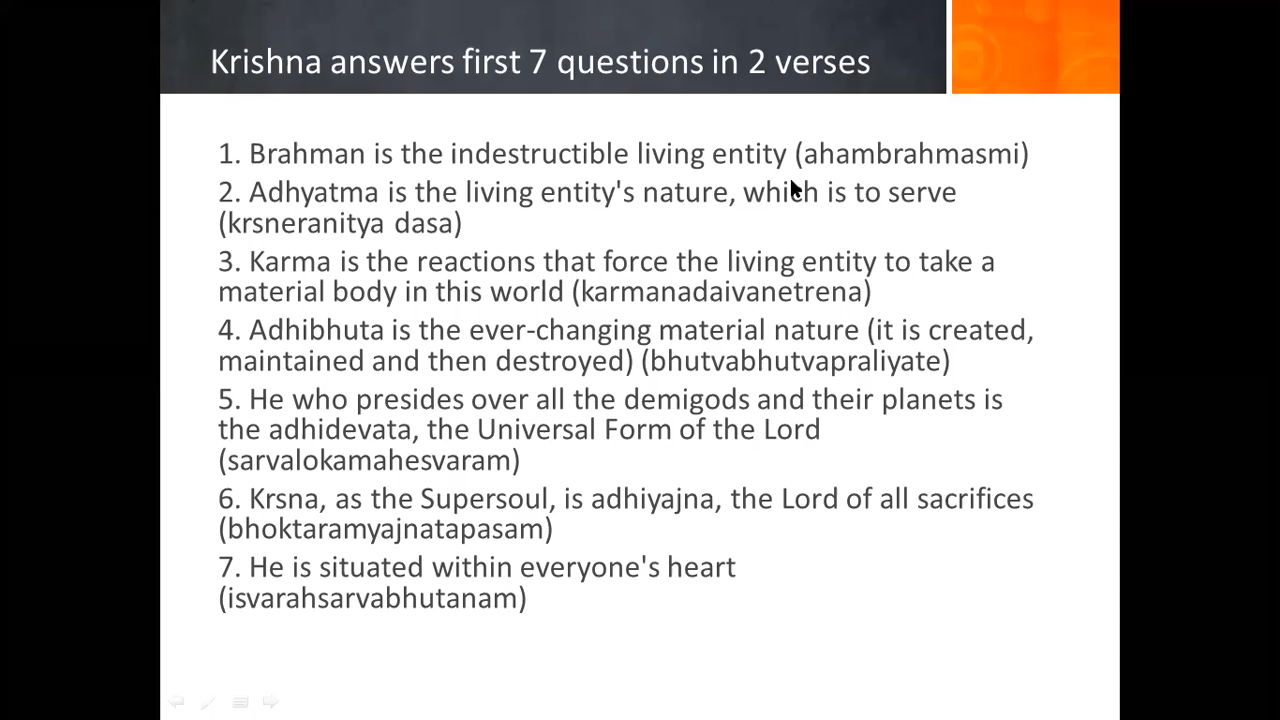 Krishna answers first 7 questions in 2 verses
1. Brahman is the indestructible living entity (ahambrahmasmi)
2. Adhyatma is the living entity's nature, which is to serve
(krsneranitya dasa)
3. Karma is the reactions that force the living entity to take a
material body in this world (karmanadaivanetrena)
4. Adhibhuta is the ever-changing material nature (it is created,
maintained and then destroyed) (bhutvabhutvapraliyate)
5. He who presides over all the demigods and their planets is
the adhidevata, the Universal Form of the Lord
(sarvalokamahesvaram)
6. Krsna, as the Supersoul, is adhiyajna, the Lord of all sacrifices
(bhoktaramyajnatapasam)
7. He is situated within everyone's heart
(isvarahsarvabhutanam)